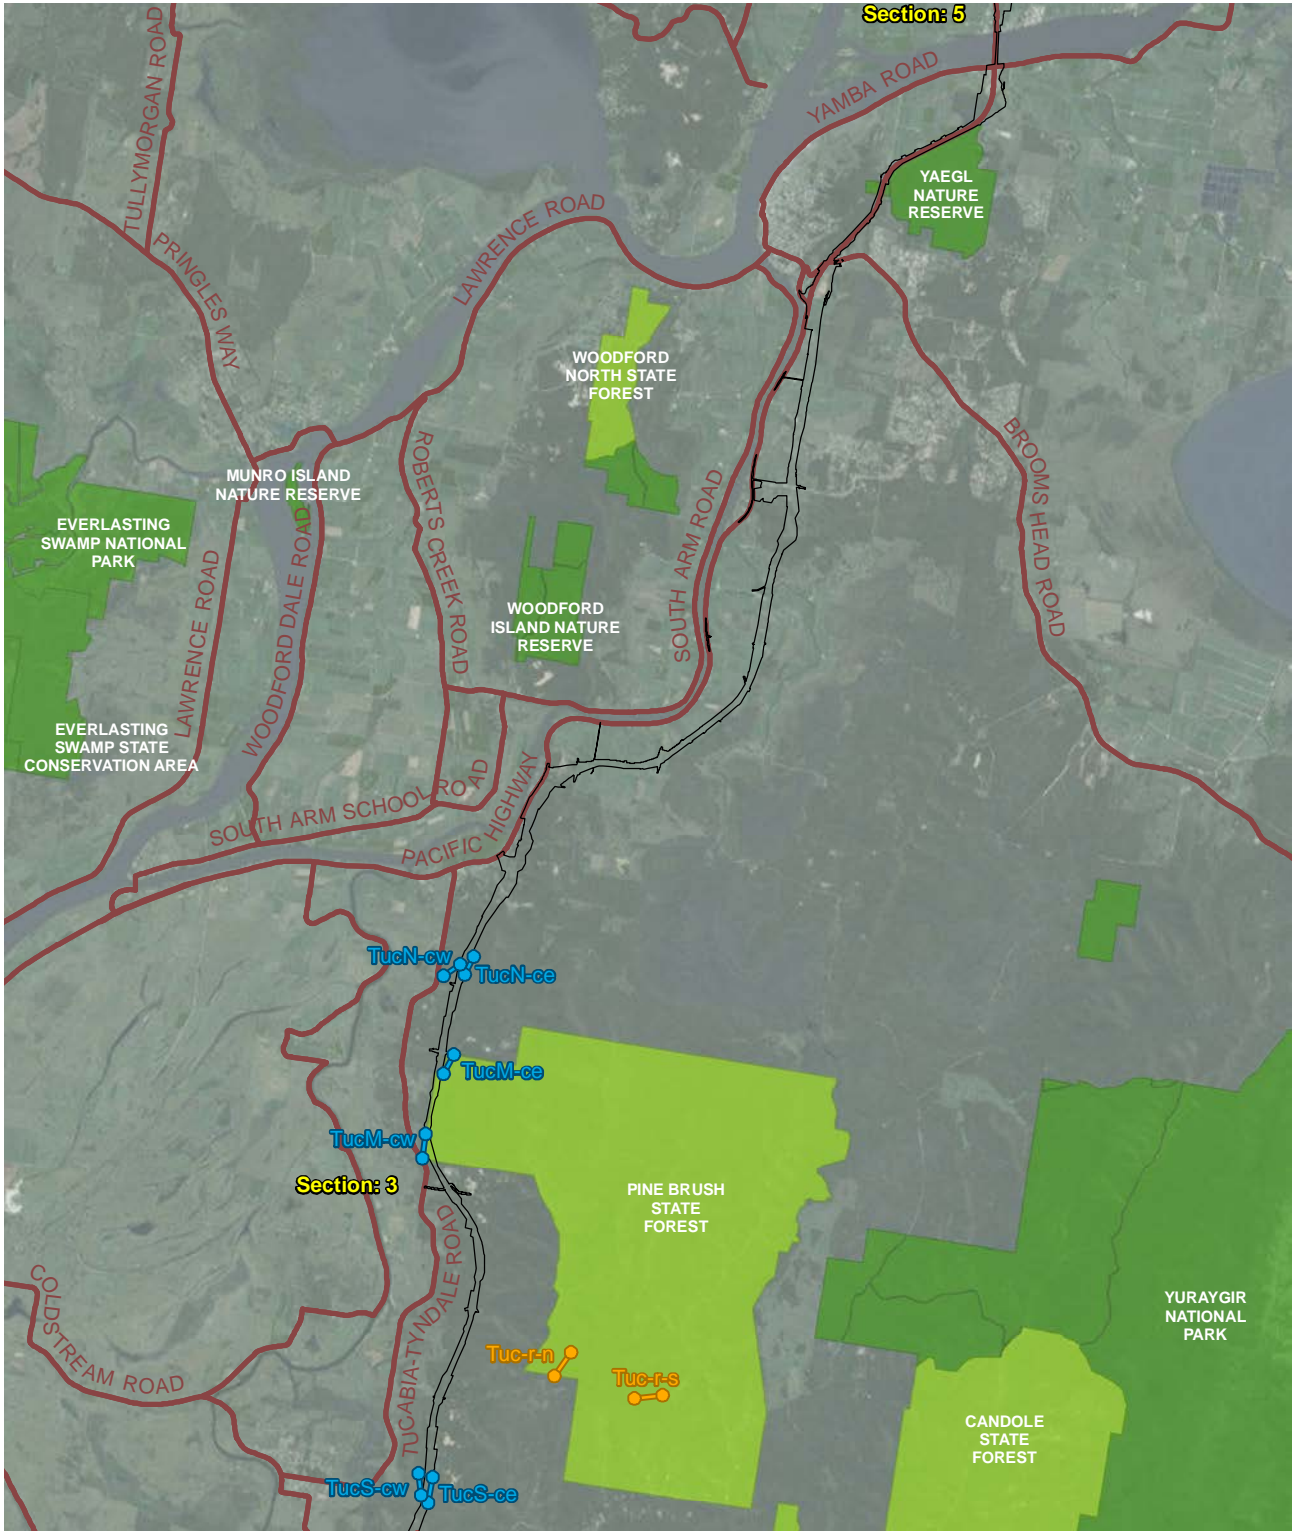 Section: 5
YAMBA ROAD
TULLYMORGAN ROAD
YAEGL
NATURE
RESERVE
LAWRENCE ROAD
PRINGLES WAY
WOODFORD
NORTH STATE
FOREST
BROOMS HEAD ROAD
ROBERTS CREEK ROAD
MUNRO ISLAND
NATURE RESERVE
SOUTH ARM ROAD
EVERLASTING
SWAMP NATIONAL
PARK
WOODFORD DALE ROAD
LAWRENCE ROAD
WOODFORD
ISLAND NATURE
RESERVE
EVERLASTING
SWAMP STATE
CONSERVATION AREA
SOUTH ARM SCHOOL ROAD
PACIFIC HIGHWAY
TucN-cw
TucN-ce
TucM-ce
TucM-cw
Section: 3
PINE BRUSH
STATE
FOREST
TUCABIA-TYNDALE ROAD
COLDSTREAM ROAD
YURAYGIR
NATIONAL
PARK
Tuc-r-n
Tuc-r-s
CANDOLE
STATE
FOREST
TucS-cw
TucS-ce